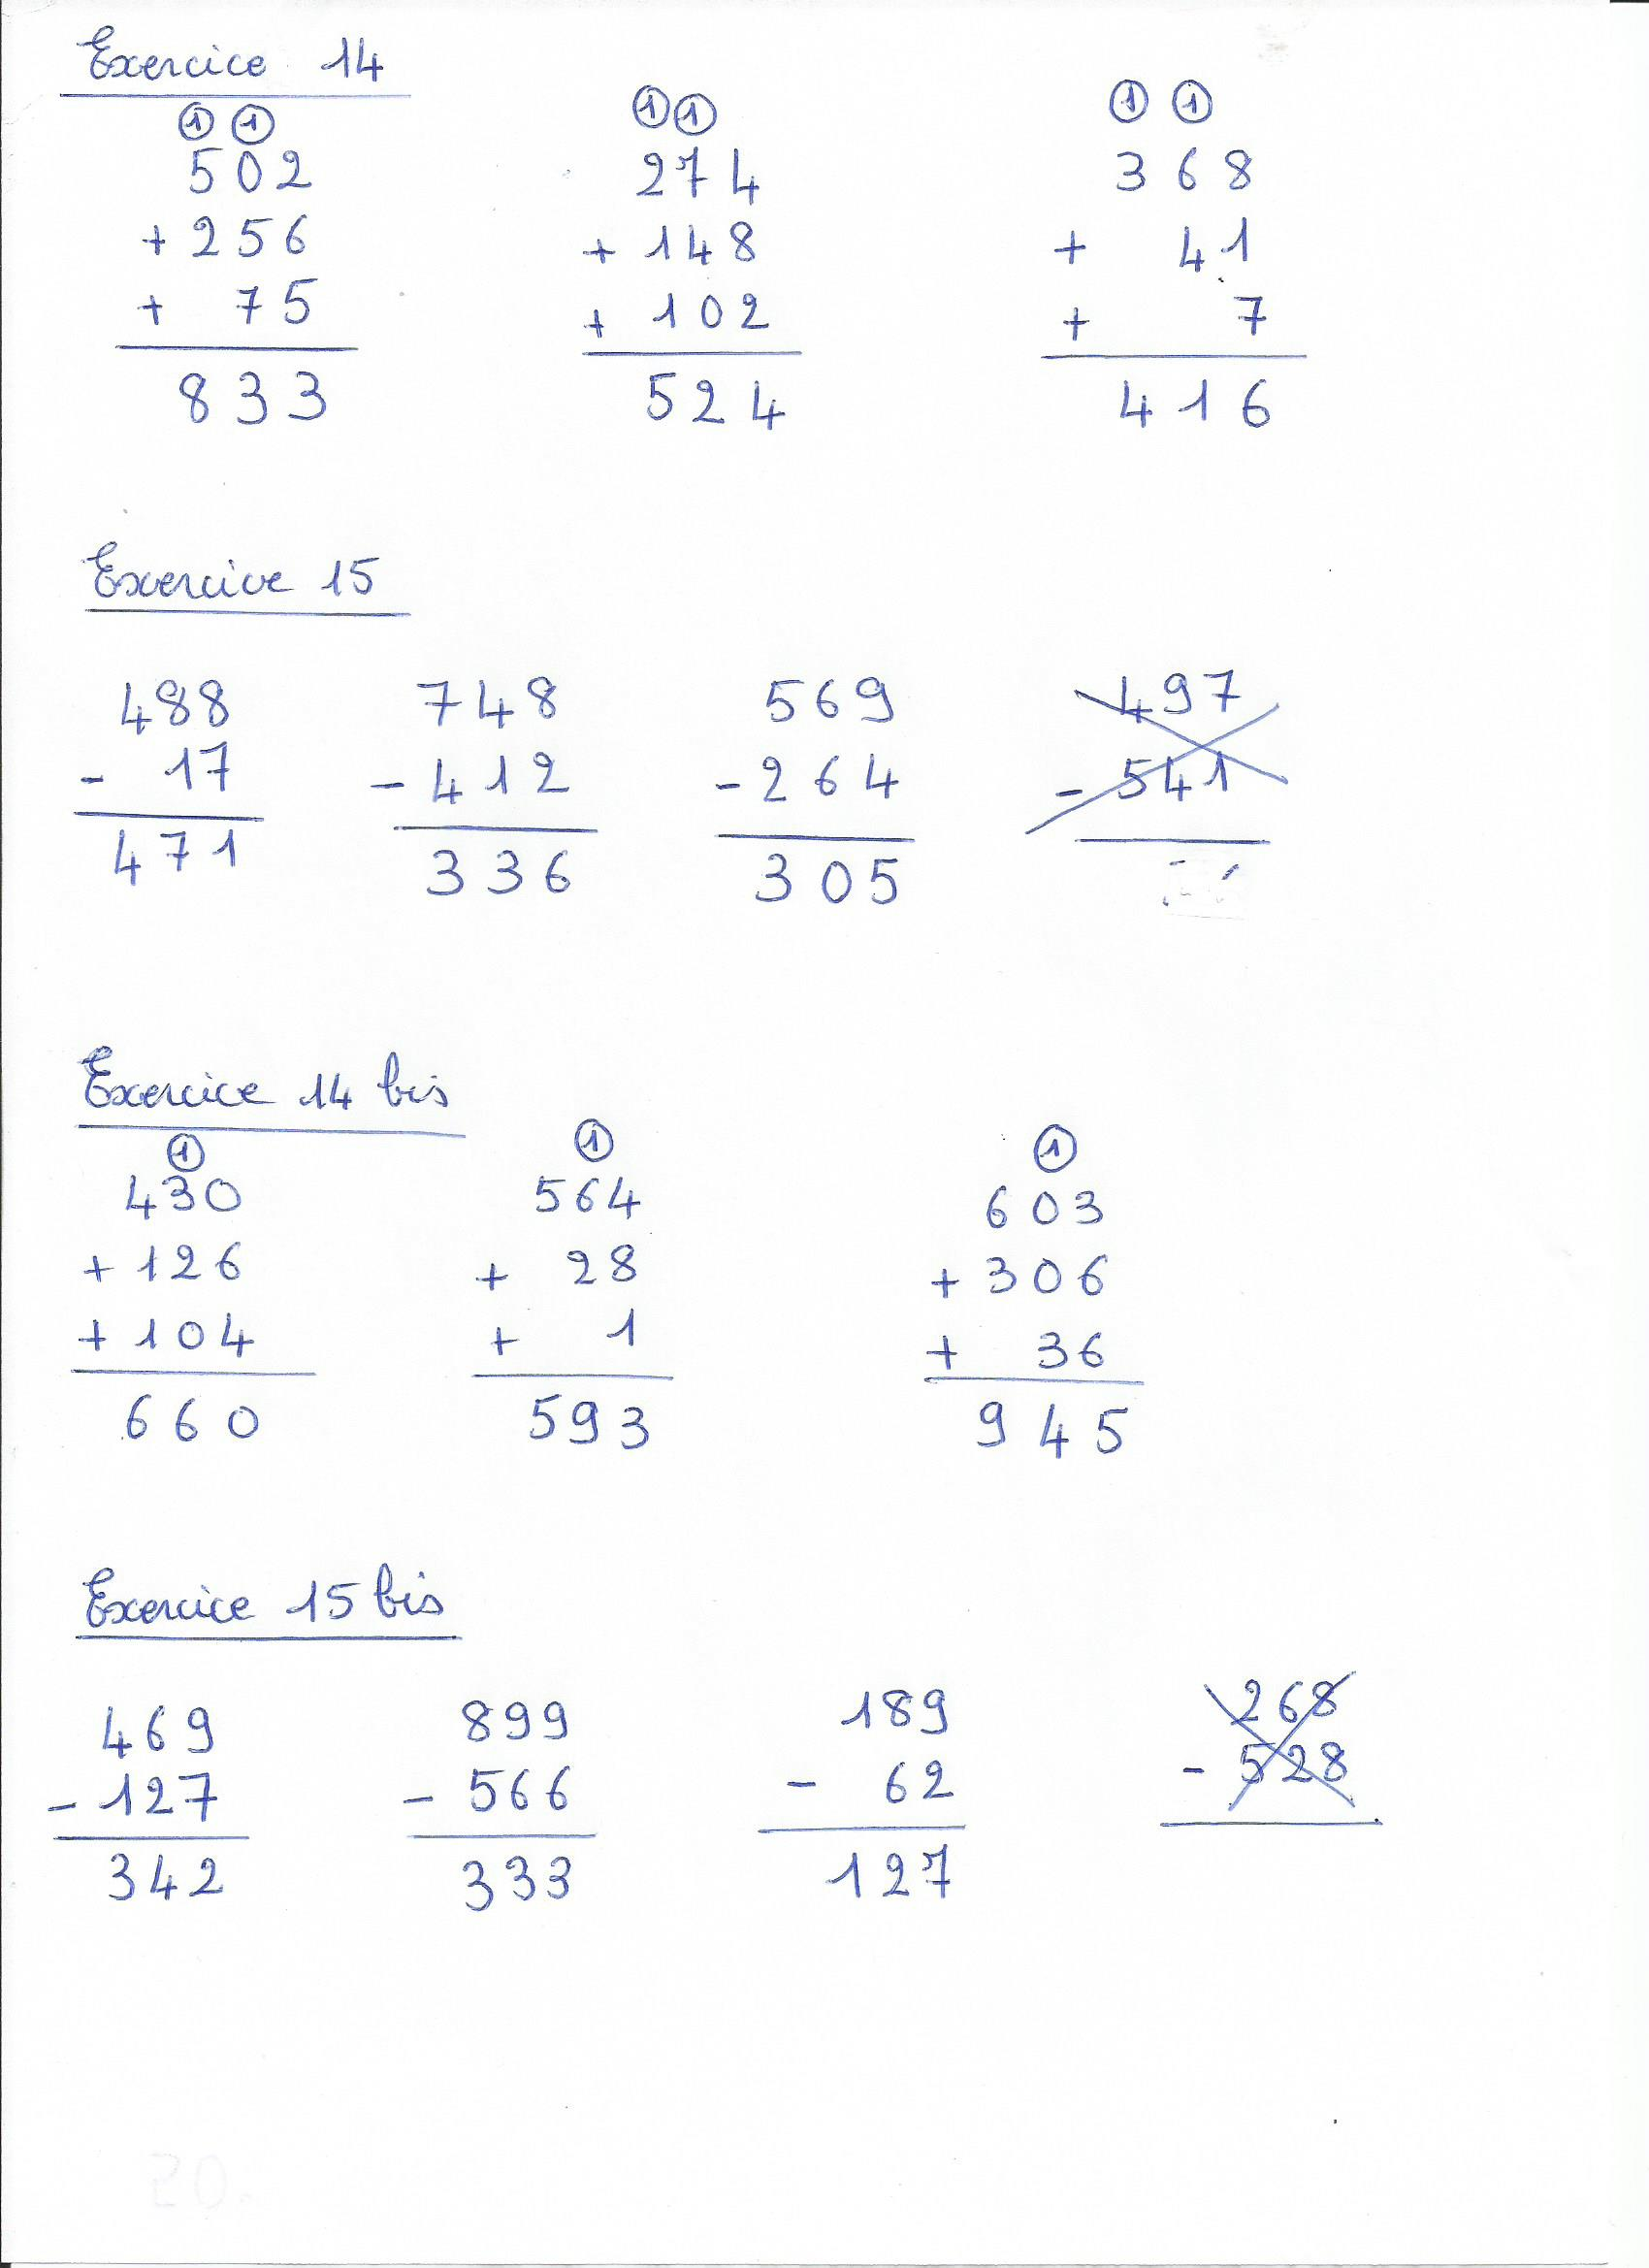 Exercice 14
① ①    ① ①    ① ①
502    274    368
+ 256    + 148    + 41
+ 75    + 102    + 7
833    524    416
Exercice 15
488    748    569    497
- 17    - 412    - 264    - 541
471    336    305
Exercice 14 bis
①    ①    ①
430    564    603
+ 126    + 28    + 306
+ 104    + 1    + 36
660    593    945
Exercice 15 bis
469    899    189    268
- 127    - 566    - 62    - 528
342    333    127